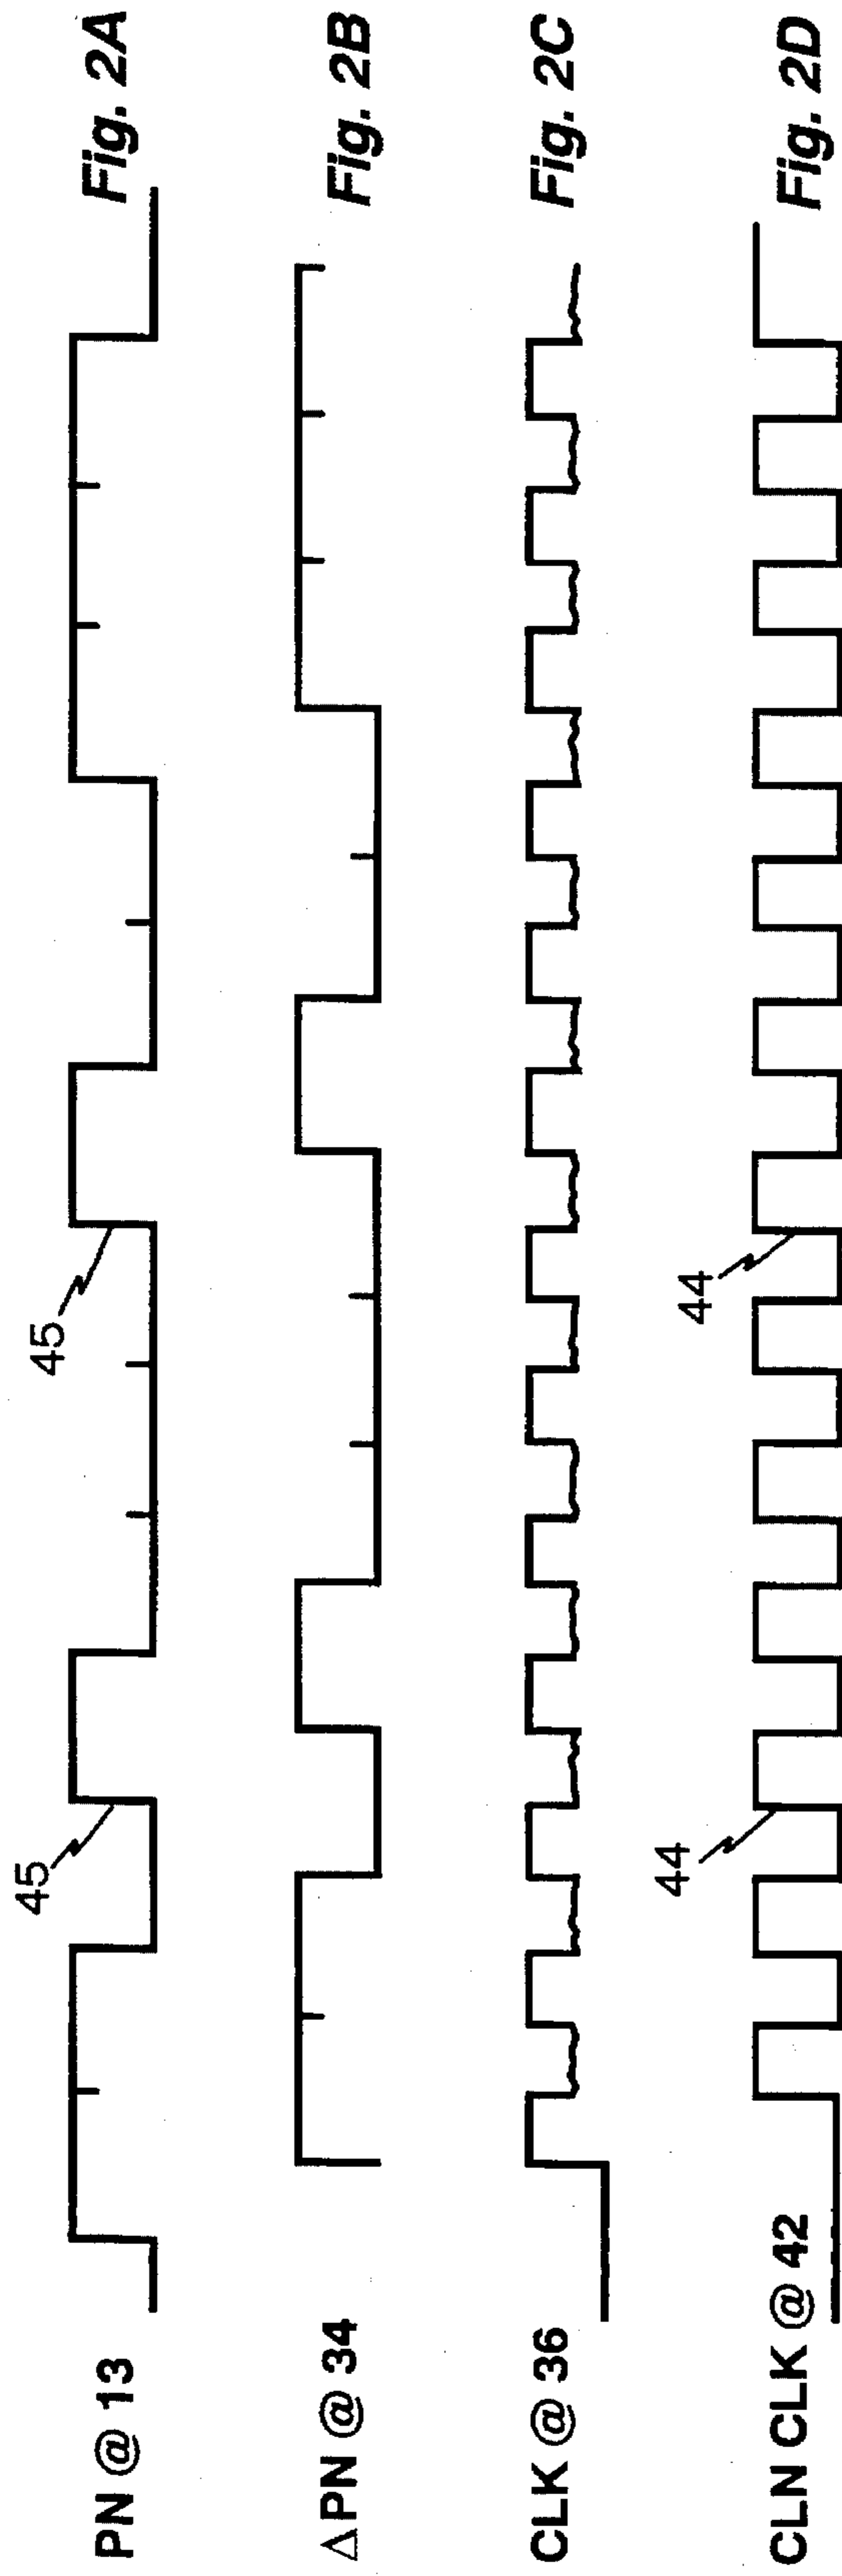 PN @ 13
45
45
Fig. 2A
Δ PN @ 34
Fig. 2B
CLK @ 36
Fig. 2C
CLN CLK @ 42
44
44
Fig. 2D